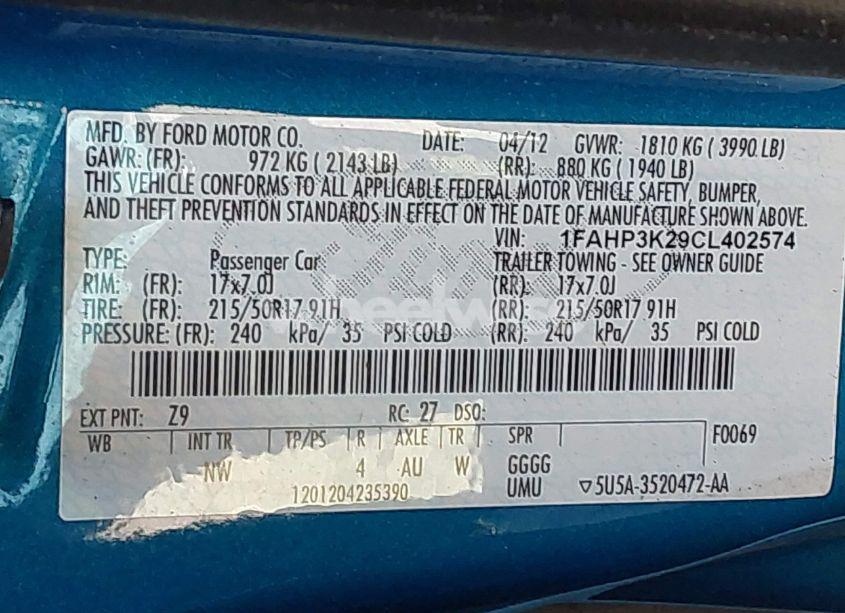 MFD. BY FORD MOTOR CO. DATE: 04/12 GVWR: 1810 KG ( 3990 LB)
GAWR: (FR): 972 KG ( 2143 LB) (RR): 880 KG ( 1940 LB)
THIS VEHICLE CONFORMS TO ALL APPLICABLE FEDERAL MOTOR VEHICLE SAFETY, BUMPER,
AND THEFT PREVENTION STANDARDS IN EFFECT ON THE DATE OF MANUFACTURE SHOWN ABOVE.
VIN: 1FAHP3K29CL402574
TYPE: Passenger Car TRAILER TOWING - SEE OWNER GUIDE
RIM: (FR): 17x7.0J (RR): 17x7.0J
TIRE: (FR): 215/50R17 91H (RR): 215/50R17 91H
PRESSURE: (FR): 240 kPa/ 35 PSI COLD (RR): 240 kPa/ 35 PSI COLD
EXT PNT: Z9 RC: 27 DSO:
WB INT TR TP/PS R AXLE TR SPR F0069
NW 4 AU W GGGG
1201204235390 UMU 5U5A-3520472-AA